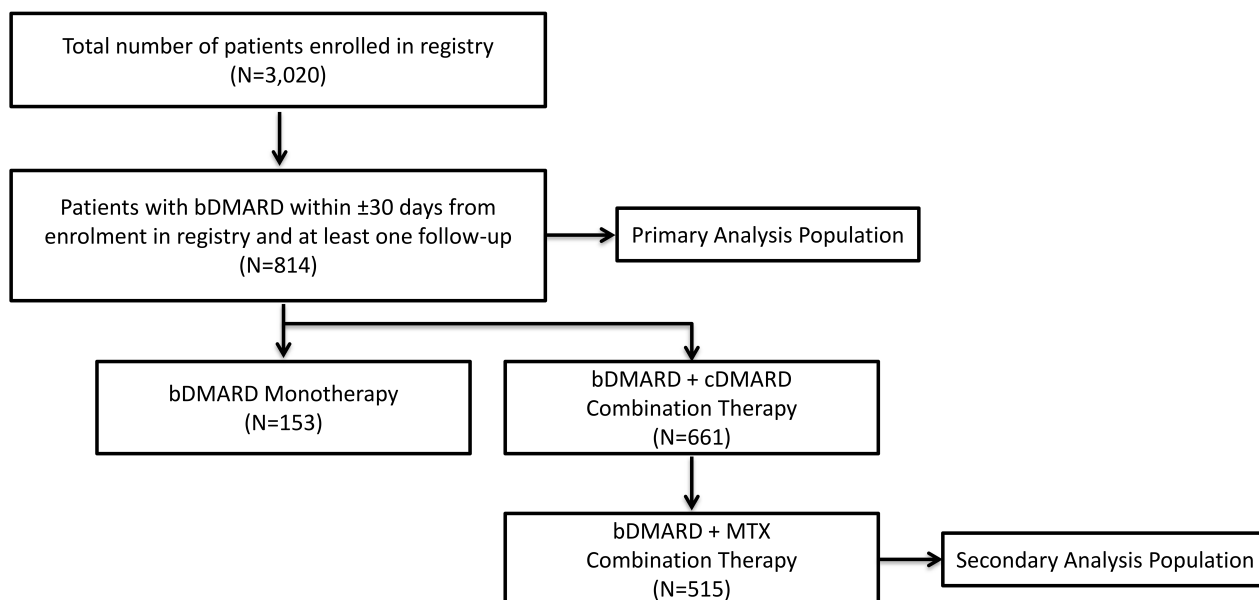 Total number of patients enrolled in registry
(N=3,020)
Patients with bDMARD within ±30 days from
enrolment in registry and at least one follow-up
(N=814)
Primary Analysis Population
bDMARD Monotherapy
(N=153)
bDMARD + cDMARD
Combination Therapy
(N=661)
bDMARD + MTX
Combination Therapy
(N=515)
Secondary Analysis Population